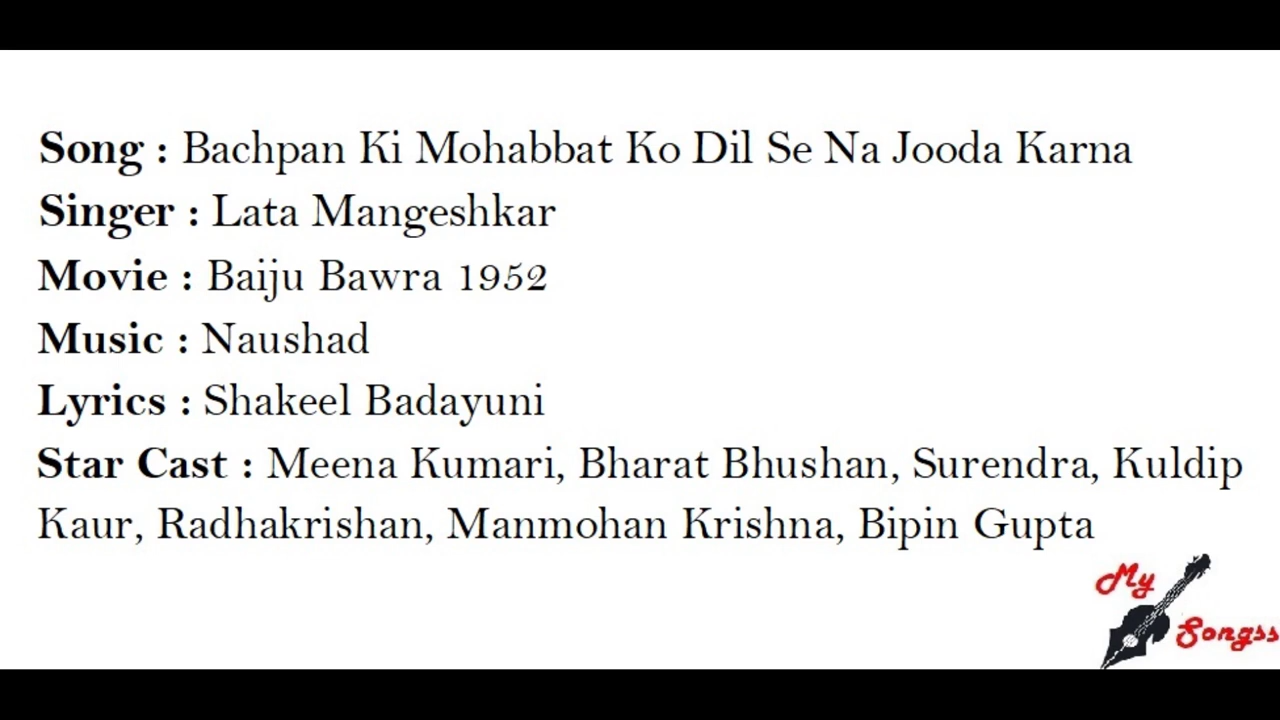 Song : Bachpan Ki Mohabbat Ko Dil Se Na Jooda Karna
Singer : Lata Mangeshkar
Movie : Baiju Bawra 1952
Music : Naushad
Lyrics : Shakeel Badayuni
Star Cast : Meena Kumari, Bharat Bhushan, Surendra, Kuldip
Kaur, Radhakrishan, Manmohan Krishna, Bipin Gupta
My
Songss